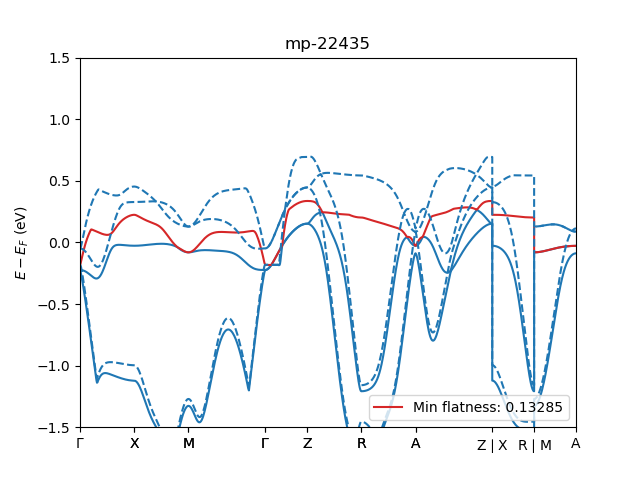 mp-22435
E − E_F (eV)
1.5
1.0
0.5
0.0
−0.5
−1.0
−1.5
Min flatness: 0.13285
Γ X M Γ Z R A Z | X R | M A